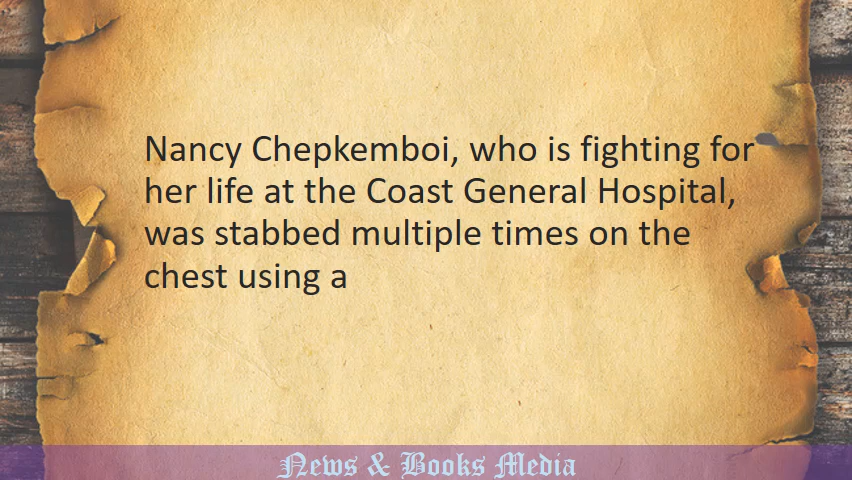 Nancy Chepkemboi, who is fighting for
her life at the Coast General Hospital,
was stabbed multiple times on the
chest using a
News & Books Media